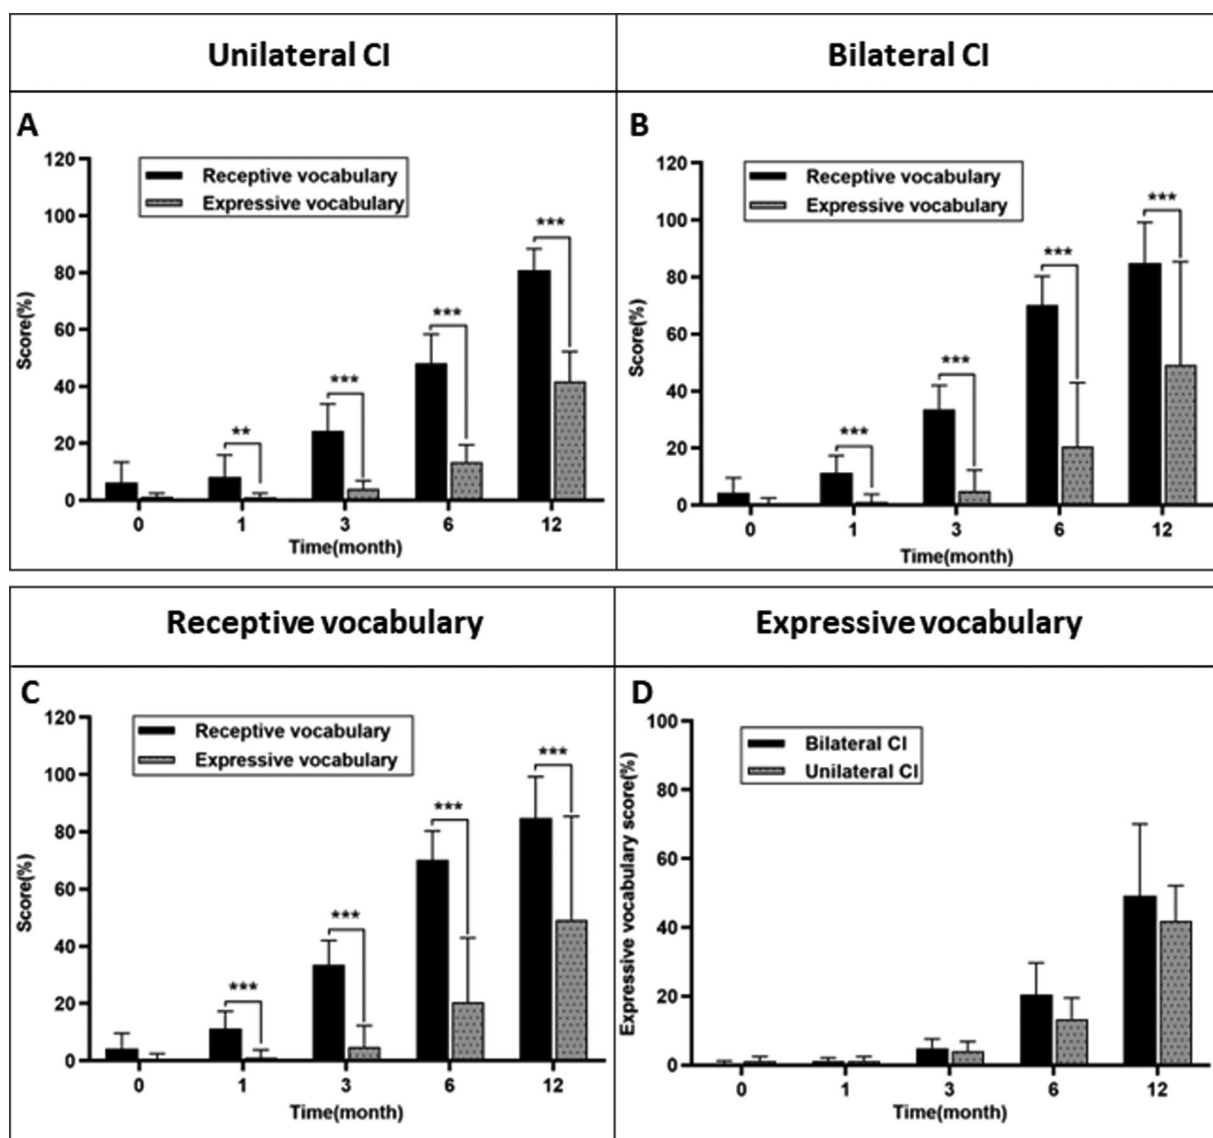 Unilateral CI
Bilateral CI
A
120
100
80
60
40
20
0
Score(%)
Receptive vocabulary
Expressive vocabulary
**
***
***
***
0 1 3 6 12
Time(month)
B
120
100
80
60
40
20
0
Score(%)
Receptive vocabulary
Expressive vocabulary
***
***
***
***
0 1 3 6 12
Time(month)
Receptive vocabulary
Expressive vocabulary
C
120
100
80
60
40
20
0
Score(%)
Receptive vocabulary
Expressive vocabulary
***
***
***
***
0 1 3 6 12
Time(month)
D
100
80
60
40
20
0
Expressive vocabulary score(%)
Bilateral CI
Unilateral CI
0 1 3 6 12
Time(month)